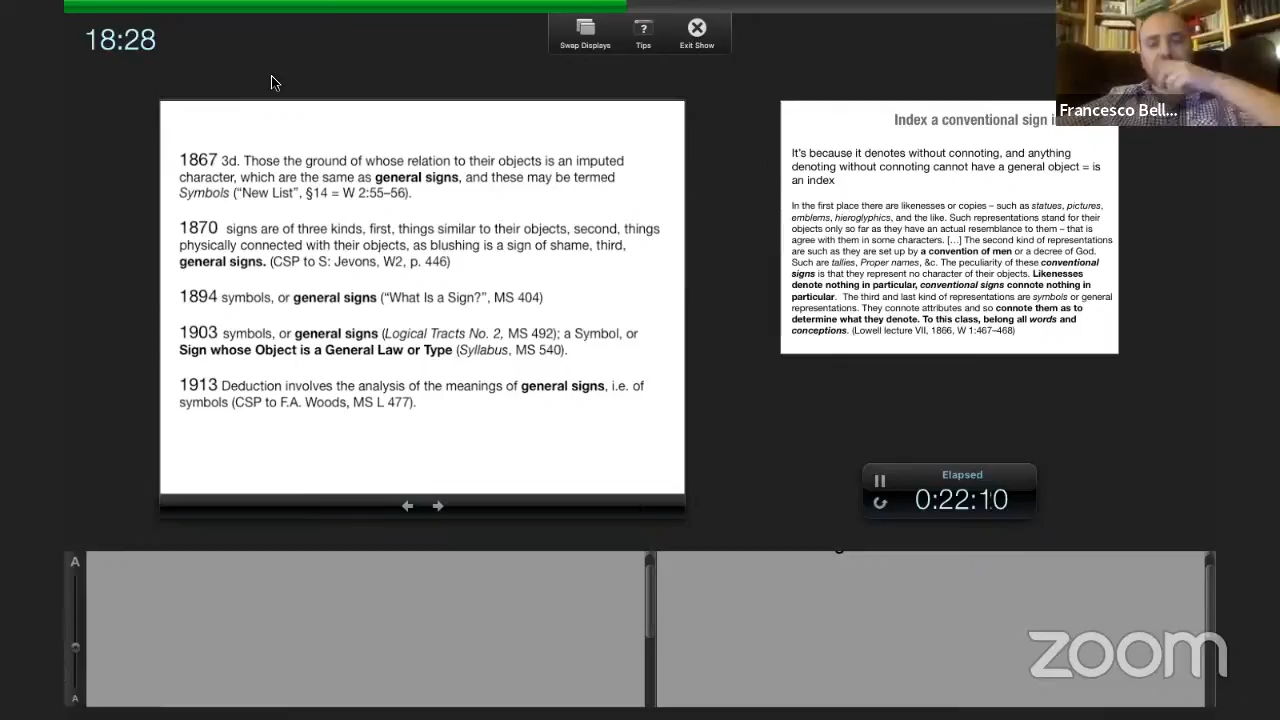 18:28
Swap Displays
Tips
Exit Show
Francesco Bell...
1867 3d. Those the ground of whose relation to their objects is an imputed
character, which are the same as general signs, and these may be termed
Symbols (“New List”, §14 = W 2:55–56).
1870 signs are of three kinds, first, things similar to their objects, second, things
physically connected with their objects, as blushing is a sign of shame, third,
general signs. (CSP to S: Jevons, W2, p. 446)
1894 symbols, or general signs (“What Is a Sign?”, MS 404)
1903 symbols, or general signs (Logical Tracts No. 2, MS 492); a Symbol, or
Sign whose Object is a General Law or Type (Syllabus, MS 540).
1913 Deduction involves the analysis of the meanings of general signs, i.e. of
symbols (CSP to F.A. Woods, MS L 477).
Index a conventional sign i
It’s because it denotes without connoting, and anything
denoting without connoting cannot have a general object = is
an index
In the first place there are likenesses or copies – such as statues, pictures,
emblems, hieroglyphics, and the like. Such representations stand for their
objects only so far as they have an actual resemblance to them – that is
agree with them in some characters. [...] The second kind of representations
are such as they are set up by a convention of men or a decree of God.
Such are tallies, Proper names, &c. The peculiarity of these conventional
signs is that they represent no character of their objects. Likenesses
denote nothing in particular, conventional signs connote nothing in
particular. The third and last kind of representations are symbols or general
representations. They connote attributes and so connote them as to
determine what they denote. To this class, belong all words and
conceptions. (Lowell lecture VII, 1866, W 1:467–468)
Elapsed
0:22:10
A
A
zoom